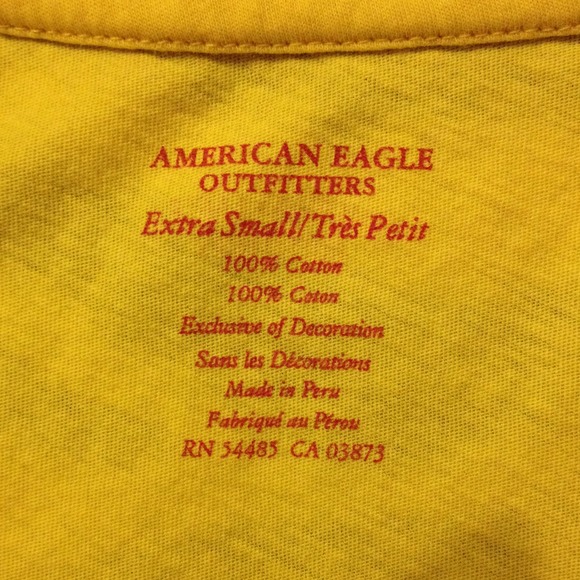 AMERICAN EAGLE
OUTFITTERS
Extra Small/Très Petit
100% Cotton
100% Coton
Exclusive of Decoration
Sans les Décorations
Made in Peru
Fabriqué au Pérou
RN 54485 CA 03873